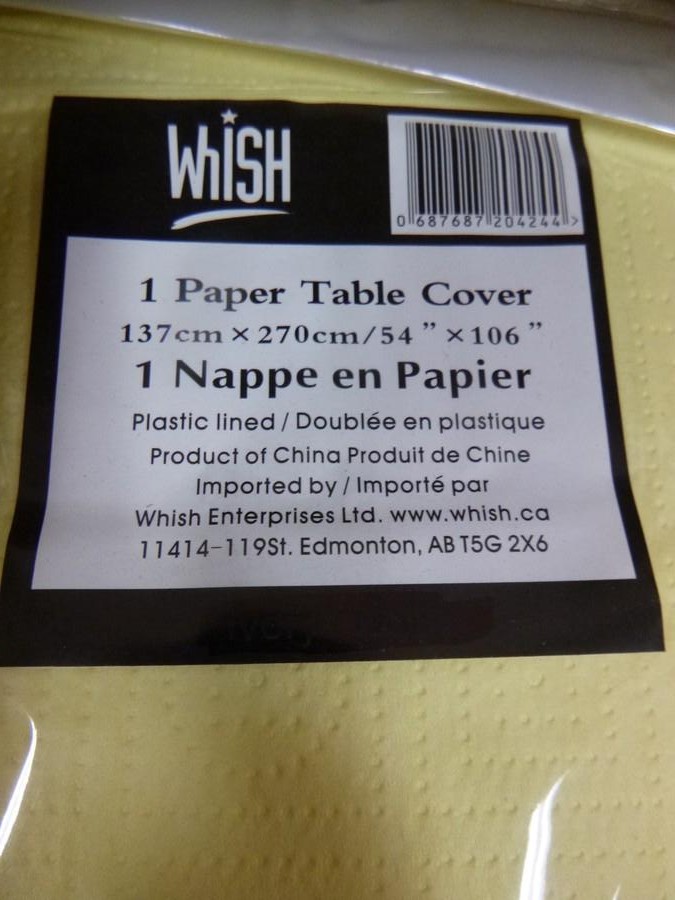 WhISH
0 687687 204244 >
1 Paper Table Cover
137cm × 270cm/54 ” × 106 ”
1 Nappe en Papier
Plastic lined / Doublée en plastique
Product of China Produit de Chine
Imported by / Importé par
Whish Enterprises Ltd. www.whish.ca
11414-119St. Edmonton, AB T5G 2X6